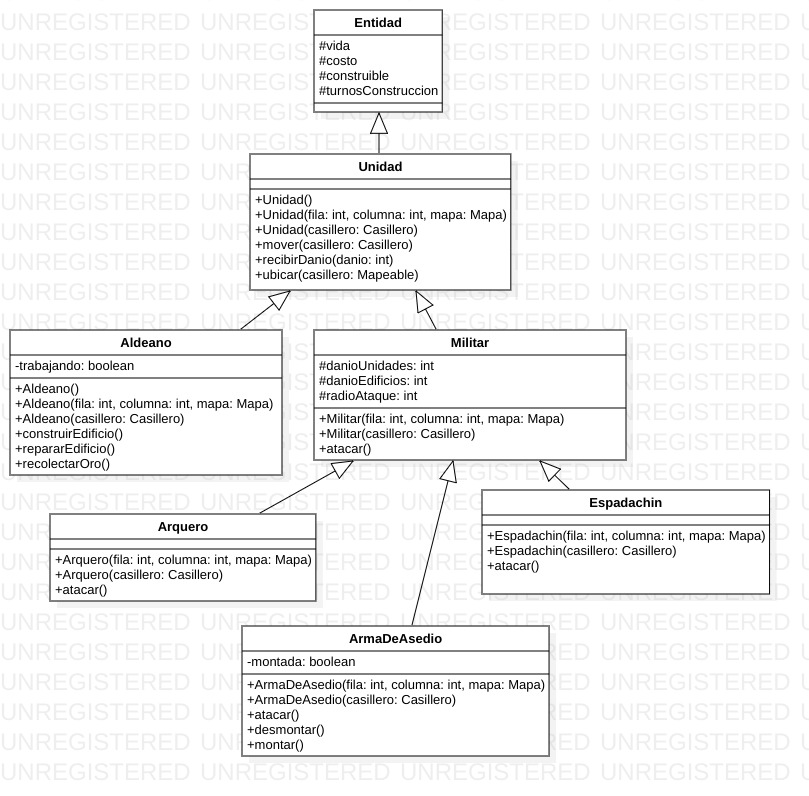 Entidad
#vida
#costo
#construible
#turnosConstruccion
Unidad
+Unidad()
+Unidad(fila: int, columna: int, mapa: Mapa)
+Unidad(casillero: Casillero)
+mover(casillero: Casillero)
+recibirDanio(danio: int)
+ubicar(casillero: Mapeable)
Aldeano
-trabajando: boolean
+Aldeano()
+Aldeano(fila: int, columna: int, mapa: Mapa)
+Aldeano(casillero: Casillero)
+construirEdificio()
+repararEdificio()
+recolectarOro()
Militar
#danioUnidades: int
#danioEdificios: int
#radioAtaque: int
+Militar(fila: int, columna: int, mapa: Mapa)
+Militar(casillero: Casillero)
+atacar()
Arquero
+Arquero(fila: int, columna: int, mapa: Mapa)
+Arquero(casillero: Casillero)
+atacar()
Espadachin
+Espadachin(fila: int, columna: int, mapa: Mapa)
+Espadachin(casillero: Casillero)
+atacar()
ArmaDeAsedio
-montada: boolean
+ArmaDeAsedio(fila: int, columna: int, mapa: Mapa)
+ArmaDeAsedio(casillero: Casillero)
+atacar()
+desmontar()
+montar()
UNREGISTERED